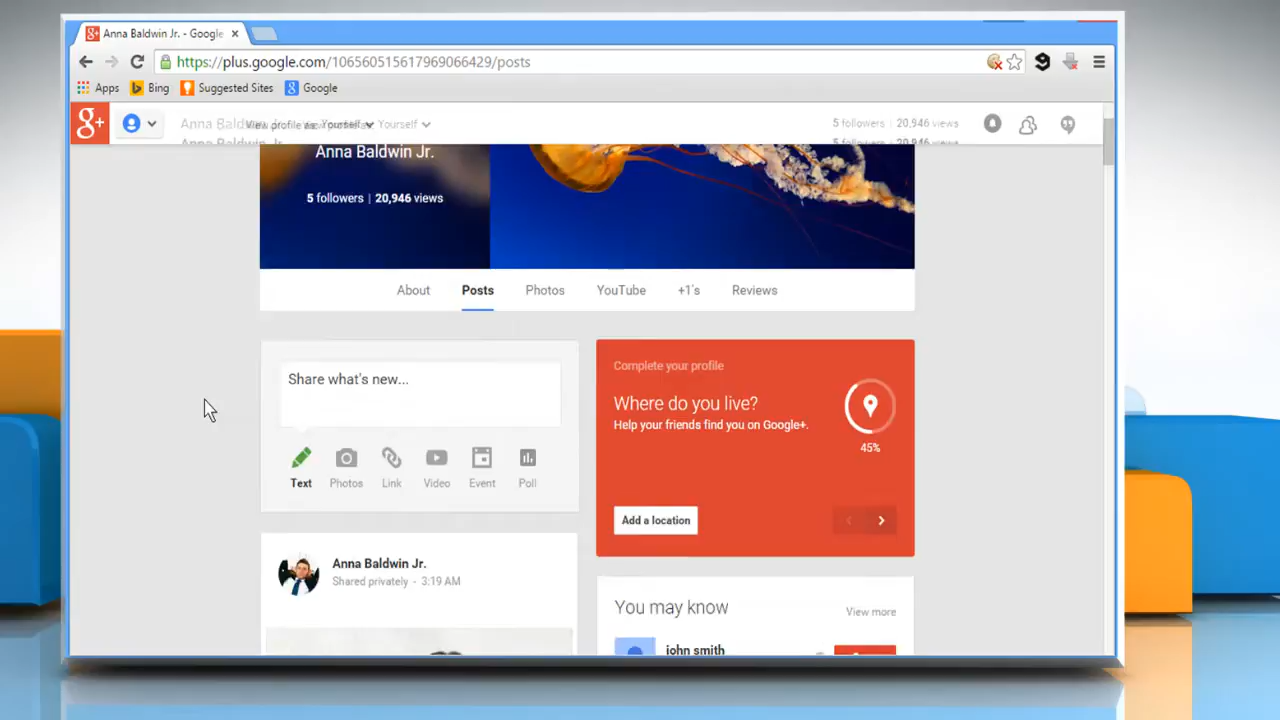 Anna Baldwin Jr. - Google
https://plus.google.com/106560515617969066429/posts
Apps Bing Suggested Sites Google
g+ 5 followers | 20,946 views
Anna Baldwin Jr.
5 followers | 20,946 views
About Posts Photos YouTube +1's Reviews
Share what's new...
Text Photos Link Video Event Poll
Complete your profile
Where do you live?
Help your friends find you on Google+.
45%
Add a location
Anna Baldwin Jr.
Shared privately - 3:19 AM
You may know View more
john smith